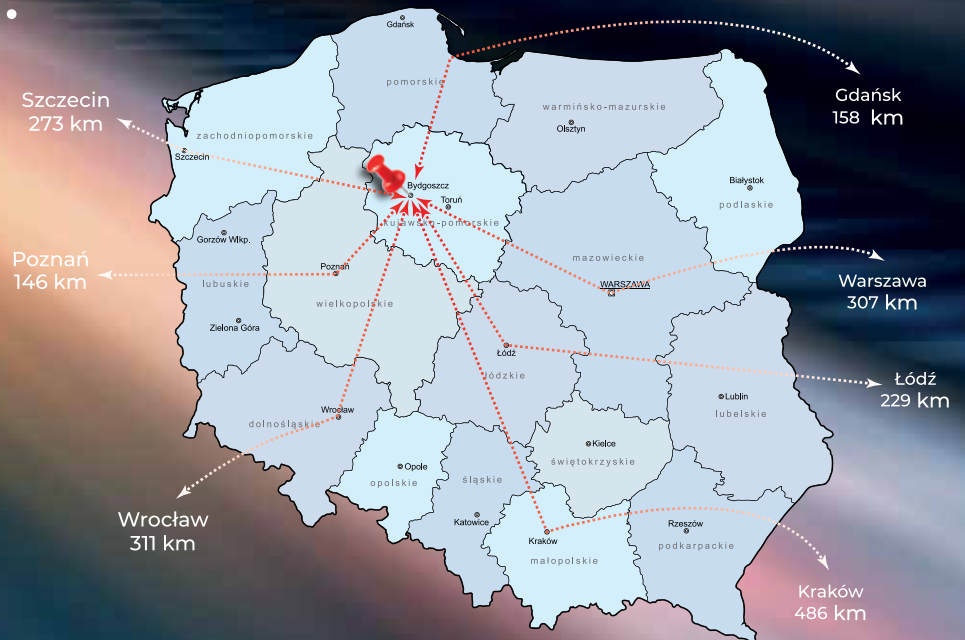 Gdańsk
pomorskie
Szczecin
273 km
Gdańsk
158 km
warmińsko-mazurskie
Olsztyn
zachodniopomorskie
Szczecin
Bydgoszcz
Toruń
kujawsko-pomorskie
Białystok
podlaskie
Gorzów Wlkp.
lubuskie
Zielona Góra
Poznań
146 km
Poznań
wielkopolskie
mazowieckie
WARSZAWA
Warszawa
307 km
Łódź
łódzkie
Łódź
229 km
Lublin
lubelskie
Wrocław
dolnośląskie
Kielce
świętokrzyskie
Opole
opolskie
śląskie
Katowice
Wrocław
311 km
Kraków
małopolskie
Rzeszów
podkarpackie
Kraków
486 km